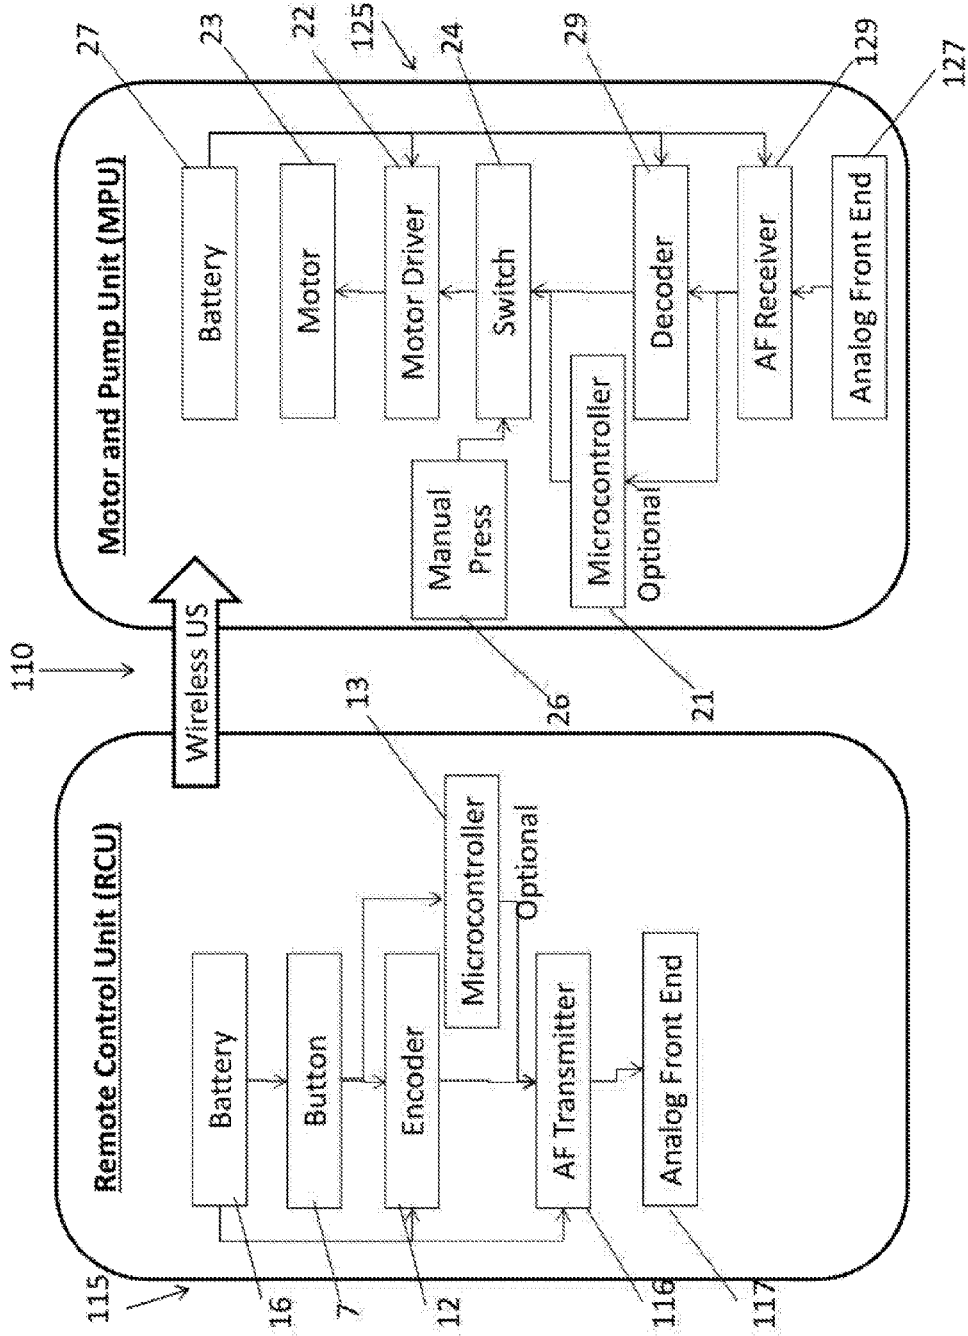 110
115
Remote Control Unit (RCU)
Battery
16
Button
7
Encoder
12
Microcontroller
Optional
13
AF Transmitter
116
Analog Front End
117
Wireless US
Motor and Pump Unit (MPU)
125
Battery
27
Motor
23
Motor Driver
22
Switch
24
Manual
Press
26
Microcontroller
Optional
21
Decoder
29
AF Receiver
129
Analog Front End
127